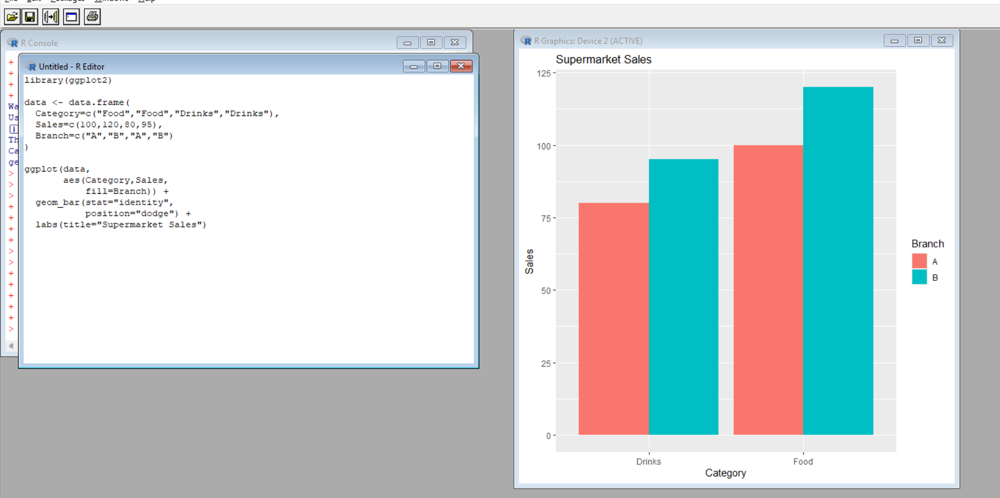 R Console
+
+
+
+
Wa
Us
i
Th
Ca
ge
>
>
>
+
+
+
+
>
>
+
+
+
+
+
>
Untitled - R Editor
library(ggplot2)
data <- data.frame(
  Category=c("Food","Food","Drinks","Drinks"),
  Sales=c(100,120,80,95),
  Branch=c("A","B","A","B")
)
ggplot(data,
       aes(Category,Sales,
           fill=Branch)) +
  geom_bar(stat="identity",
           position="dodge") +
  labs(title="Supermarket Sales")
R Graphics: Device 2 (ACTIVE)
Supermarket Sales
125
100
75
50
25
0
Sales
Drinks Food
Category
Branch
A
B